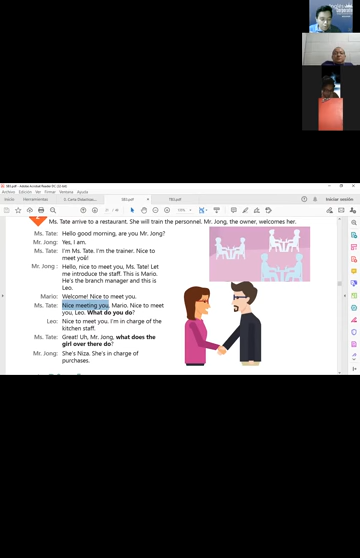 Archivo Edición Ver Firmar Ventana Ayuda
Inicio Herramientas SB3.pdf TB3.pdf Iniciar sesión
Ms. Tate arrive to a restaurant. She will train the personnel. Mr. Jong, the owner, welcomes her.
Ms. Tate: Hello good morning, are you Mr. Jong?
Mr. Jong: Yes, I am.
Ms. Tate: I'm Ms. Tate. I'm the trainer. Nice to
meet you!
Mr. Jong : Hello, nice to meet you, Ms. Tate! Let
me introduce the staff. This is Mario.
He's the branch manager and this is
Leo.
Mario: Welcome! Nice to meet you.
Ms. Tate: Nice meeting you, Mario. Nice to meet
you, Leo. What do you do?
Leo: Nice to meet you. I'm in charge of the
kitchen staff.
Ms. Tate: Great! Uh, Mr. Jong, what does the
girl over there do?
Mr. Jong: She's Niza. She's in charge of
purchases.